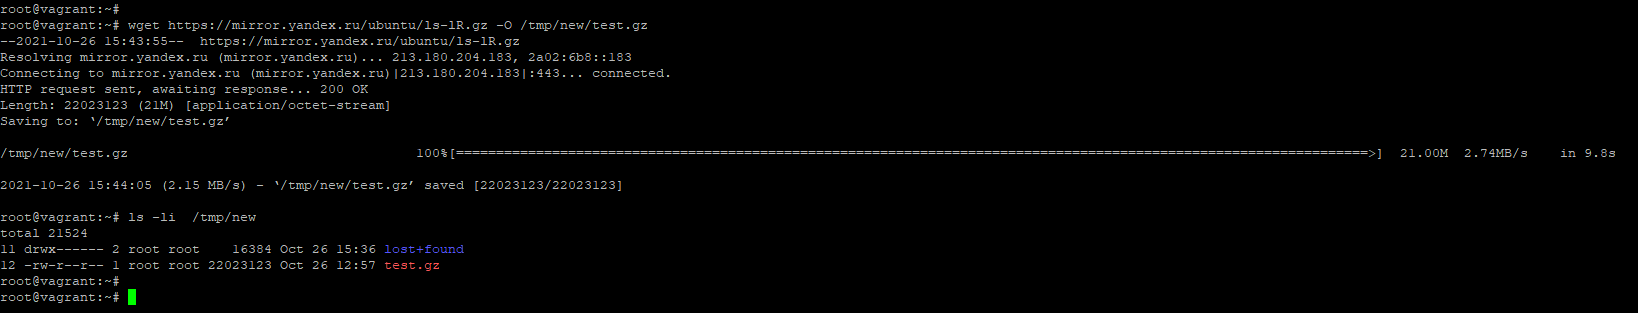 root@vagrant:~#
root@vagrant:~# wget https://mirror.yandex.ru/ubuntu/ls-lR.gz -O /tmp/new/test.gz
--2021-10-26 15:43:55--  https://mirror.yandex.ru/ubuntu/ls-lR.gz
Resolving mirror.yandex.ru (mirror.yandex.ru)... 213.180.204.183, 2a02:6b8::183
Connecting to mirror.yandex.ru (mirror.yandex.ru)|213.180.204.183|:443... connected.
HTTP request sent, awaiting response... 200 OK
Length: 22023123 (21M) [application/octet-stream]
Saving to: ‘/tmp/new/test.gz’
/tmp/new/test.gz                                    100%[==================================================================================================================>]  21.00M  2.74MB/s    in 9.8s
2021-10-26 15:44:05 (2.15 MB/s) - ‘/tmp/new/test.gz’ saved [22023123/22023123]
root@vagrant:~# ls -li  /tmp/new
total 21524
11 drwx------ 2 root root    16384 Oct 26 15:36 lost+found
12 -rw-r--r-- 1 root root 22023123 Oct 26 12:57 test.gz
root@vagrant:~#
root@vagrant:~#